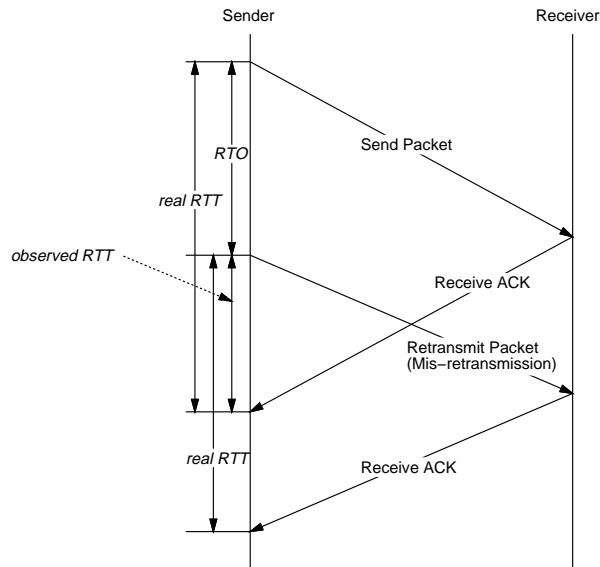 Sender
Receiver
Send Packet
RTO
real RTT
observed RTT
Receive ACK
Retransmit Packet
(Mis−retransmission)
real RTT
Receive ACK